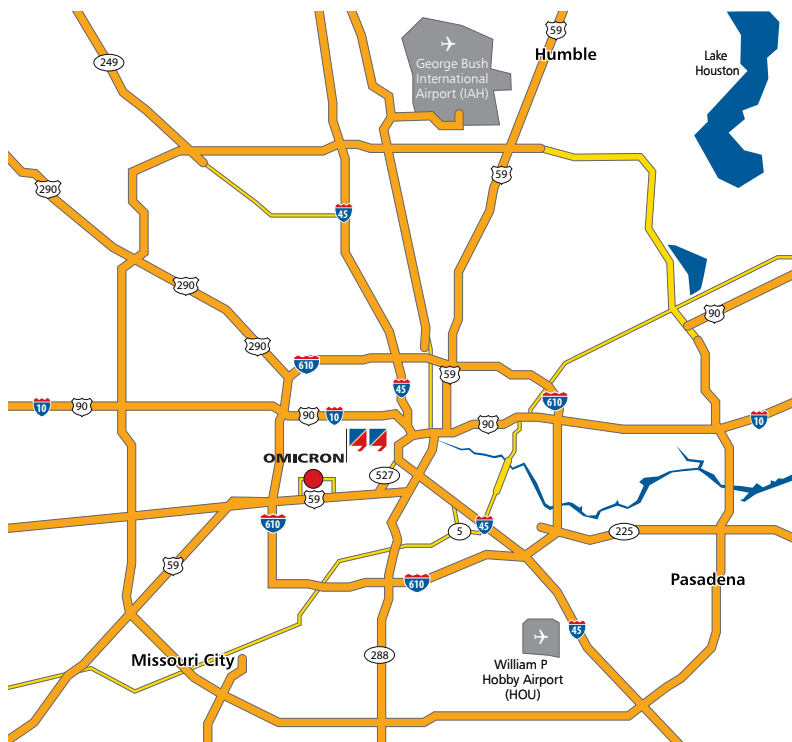 59
249
George Bush
International
Airport (IAH)
Humble
Lake
Houston
59
290
45
290
90
290
610
59
45
610
10
90
90
10
90
10
OMICRON
527
59
610
5
45
225
59
610
Pasadena
45
Missouri City
288
William P
Hobby Airport
(HOU)